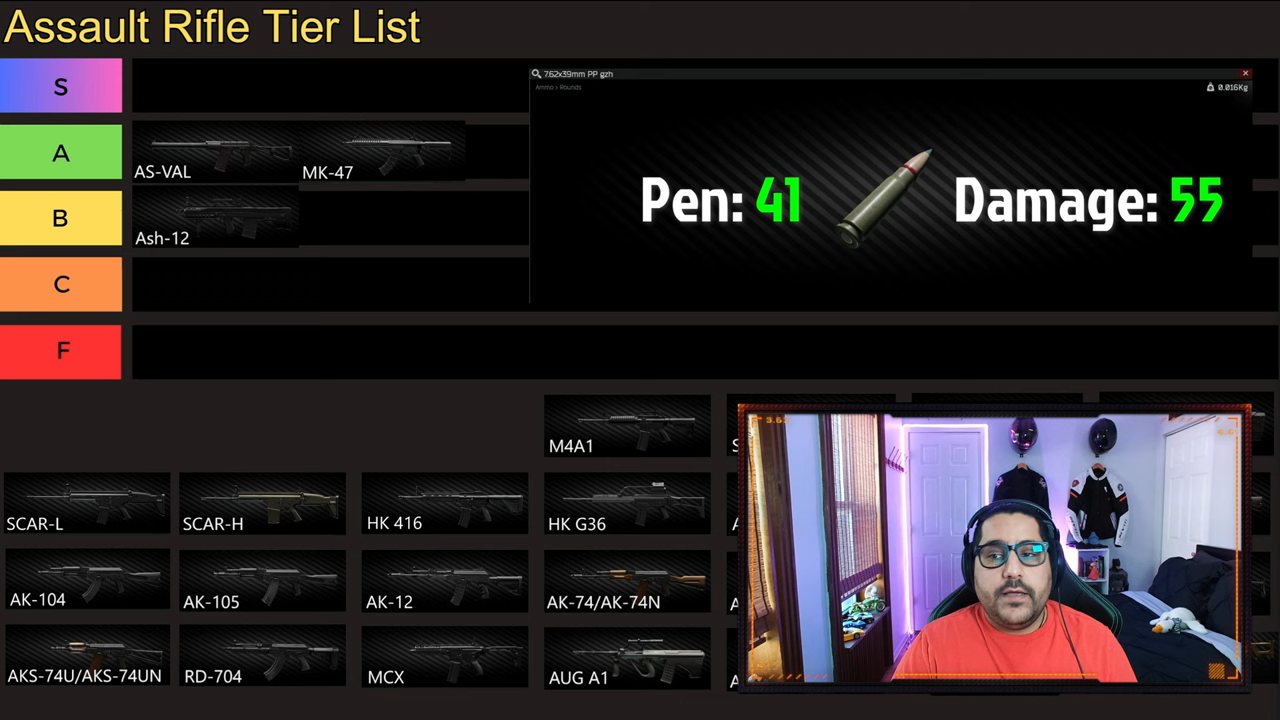 Assault Rifle Tier List
S
7.62x39mm PP gzh
Ammo > Rounds
0.016Kg
A
AS-VAL
MK-47
Pen: 41
Damage: 55
B
Ash-12
C
F
M4A1
S
SCAR-L
SCAR-H
HK 416
HK G36
AK-104
AK-105
AK-12
AK-74/AK-74N
AKS-74U/AKS-74UN
RD-704
MCX
AUG A1